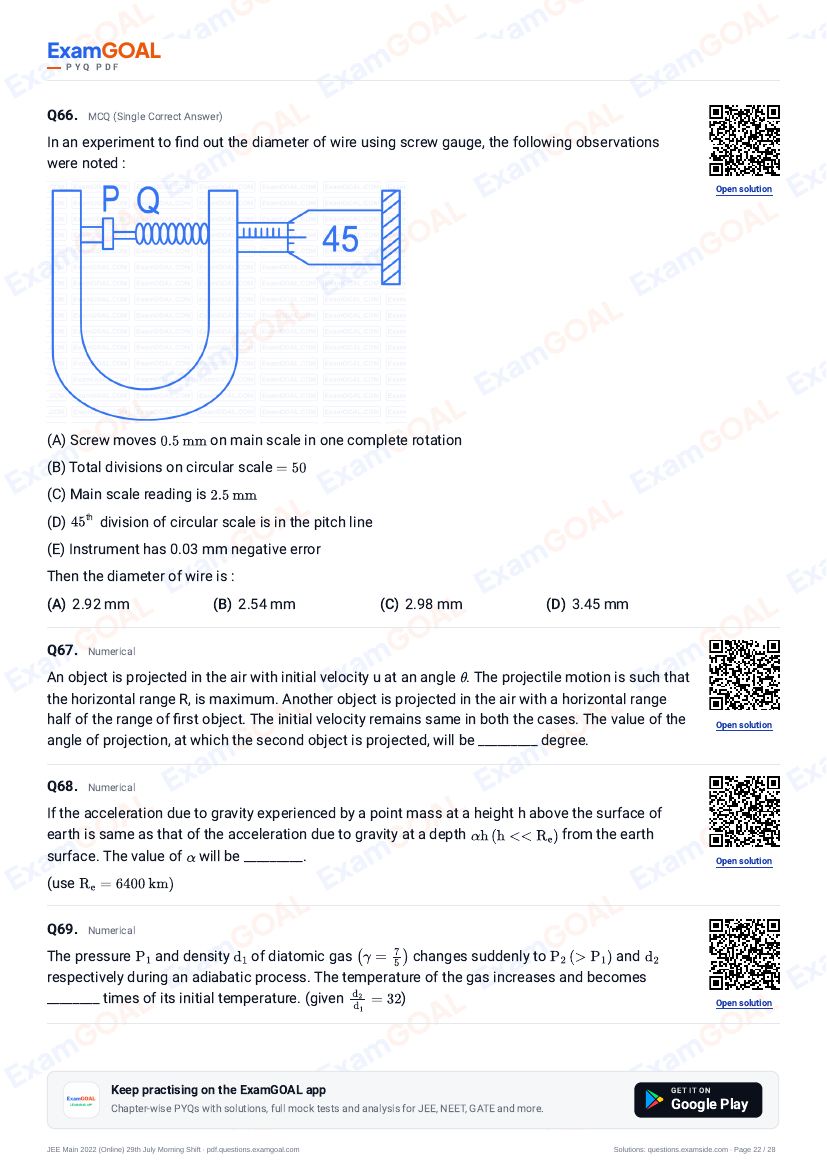 ExamGOAL
PYQ PDF
Q66. MCQ (Single Correct Answer)
In an experiment to find out the diameter of wire using screw gauge, the following observations
were noted :
Open solution
P Q
45
(A) Screw moves 0.5 mm on main scale in one complete rotation
(B) Total divisions on circular scale = 50
(C) Main scale reading is 2.5 mm
(D) 45th division of circular scale is in the pitch line
(E) Instrument has 0.03 mm negative error
Then the diameter of wire is :
(A) 2.92 mm (B) 2.54 mm (C) 2.98 mm (D) 3.45 mm
Q67. Numerical
An object is projected in the air with initial velocity u at an angle θ. The projectile motion is such that
the horizontal range R, is maximum. Another object is projected in the air with a horizontal range
half of the range of first object. The initial velocity remains same in both the cases. The value of the
angle of projection, at which the second object is projected, will be _________ degree.
Open solution
Q68. Numerical
If the acceleration due to gravity experienced by a point mass at a height h above the surface of
earth is same as that of the acceleration due to gravity at a depth αh (h << Re) from the earth
surface. The value of α will be _________.
(use Re = 6400 km)
Open solution
Q69. Numerical
The pressure P1 and density d1 of diatomic gas (γ = 7/5) changes suddenly to P2 (> P1) and d2
respectively during an adiabatic process. The temperature of the gas increases and becomes
________ times of its initial temperature. (given d2/d1 = 32)
Open solution
Keep practising on the ExamGOAL app
Chapter-wise PYQs with solutions, full mock tests and analysis for JEE, NEET, GATE and more.
ExamGOAL
GET IT ON
Google Play
JEE Main 2022 (Online) 29th July Morning Shift · pdf.questions.examgoal.com
Solutions: questions.examside.com · Page 22 / 28